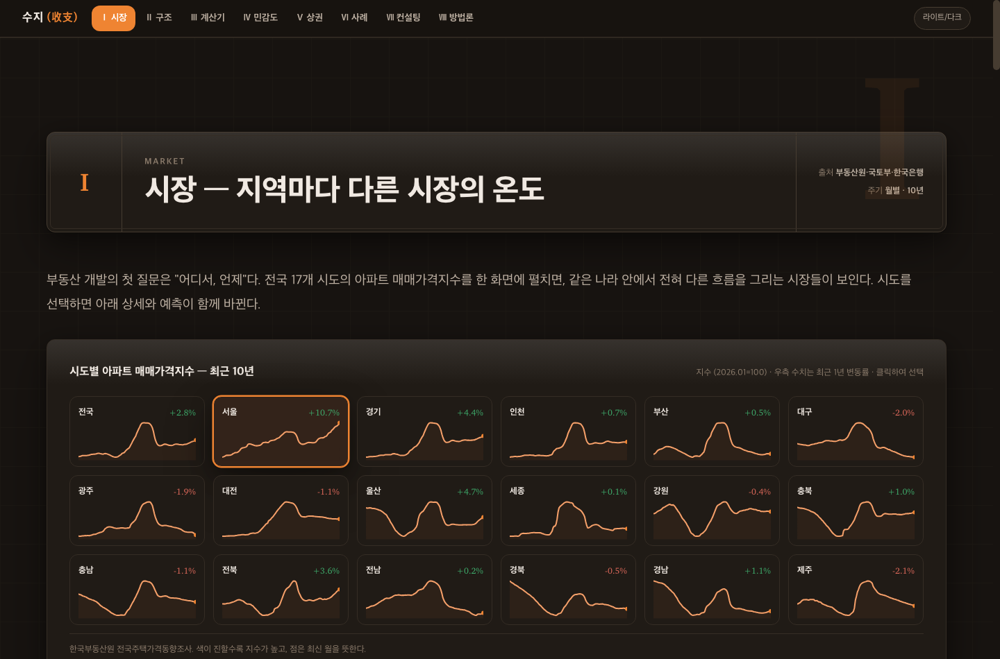 수지 (收支)
Ⅰ 시장
Ⅱ 구조
Ⅲ 계산기
Ⅳ 민감도
Ⅴ 상권
Ⅵ 사례
Ⅶ 컨설팅
Ⅷ 방법론
라이트/다크
I
I
MARKET
시장 — 지역마다 다른 시장의 온도
출처 부동산원·국토부·한국은행
주기 월별 · 10년
부동산 개발의 첫 질문은 "어디서, 언제"다. 전국 17개 시도의 아파트 매매가격지수를 한 화면에 펼치면, 같은 나라 안에서 전혀 다른 흐름을 그리는 시장들이 보인다. 시도를
선택하면 아래 상세와 예측이 함께 바뀐다.
시도별 아파트 매매가격지수 — 최근 10년
지수 (2026.01=100) · 우측 수치는 최근 1년 변동률 · 클릭하여 선택
전국 +2.8%
서울 +10.7%
경기 +4.4%
인천 +0.7%
부산 +0.5%
대구 -2.0%
광주 -1.9%
대전 -1.1%
울산 +4.7%
세종 +0.1%
강원 -0.4%
충북 +1.0%
충남 -1.1%
전북 +3.6%
전남 +0.2%
경북 -0.5%
경남 +1.1%
제주 -2.1%
한국부동산원 전국주택가격동향조사. 색이 진할수록 지수가 높고, 점은 최신 월을 뜻한다.